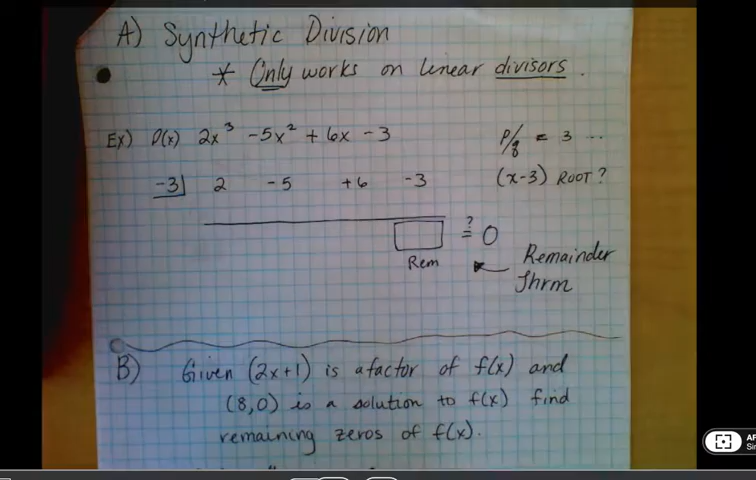 A) Synthetic Division
* Only works on linear divisors.
Ex) P(x) 2x³ -5x² + 6x -3
P/q = 3 ...
-3| 2 -5 +6 -3
(x-3) ROOT?
? = 0
Rem
Remainder
Thrm
B) Given (2x+1) is a factor of f(x) and
(8,0) is a solution to f(x) find
remaining zeros of f(x).